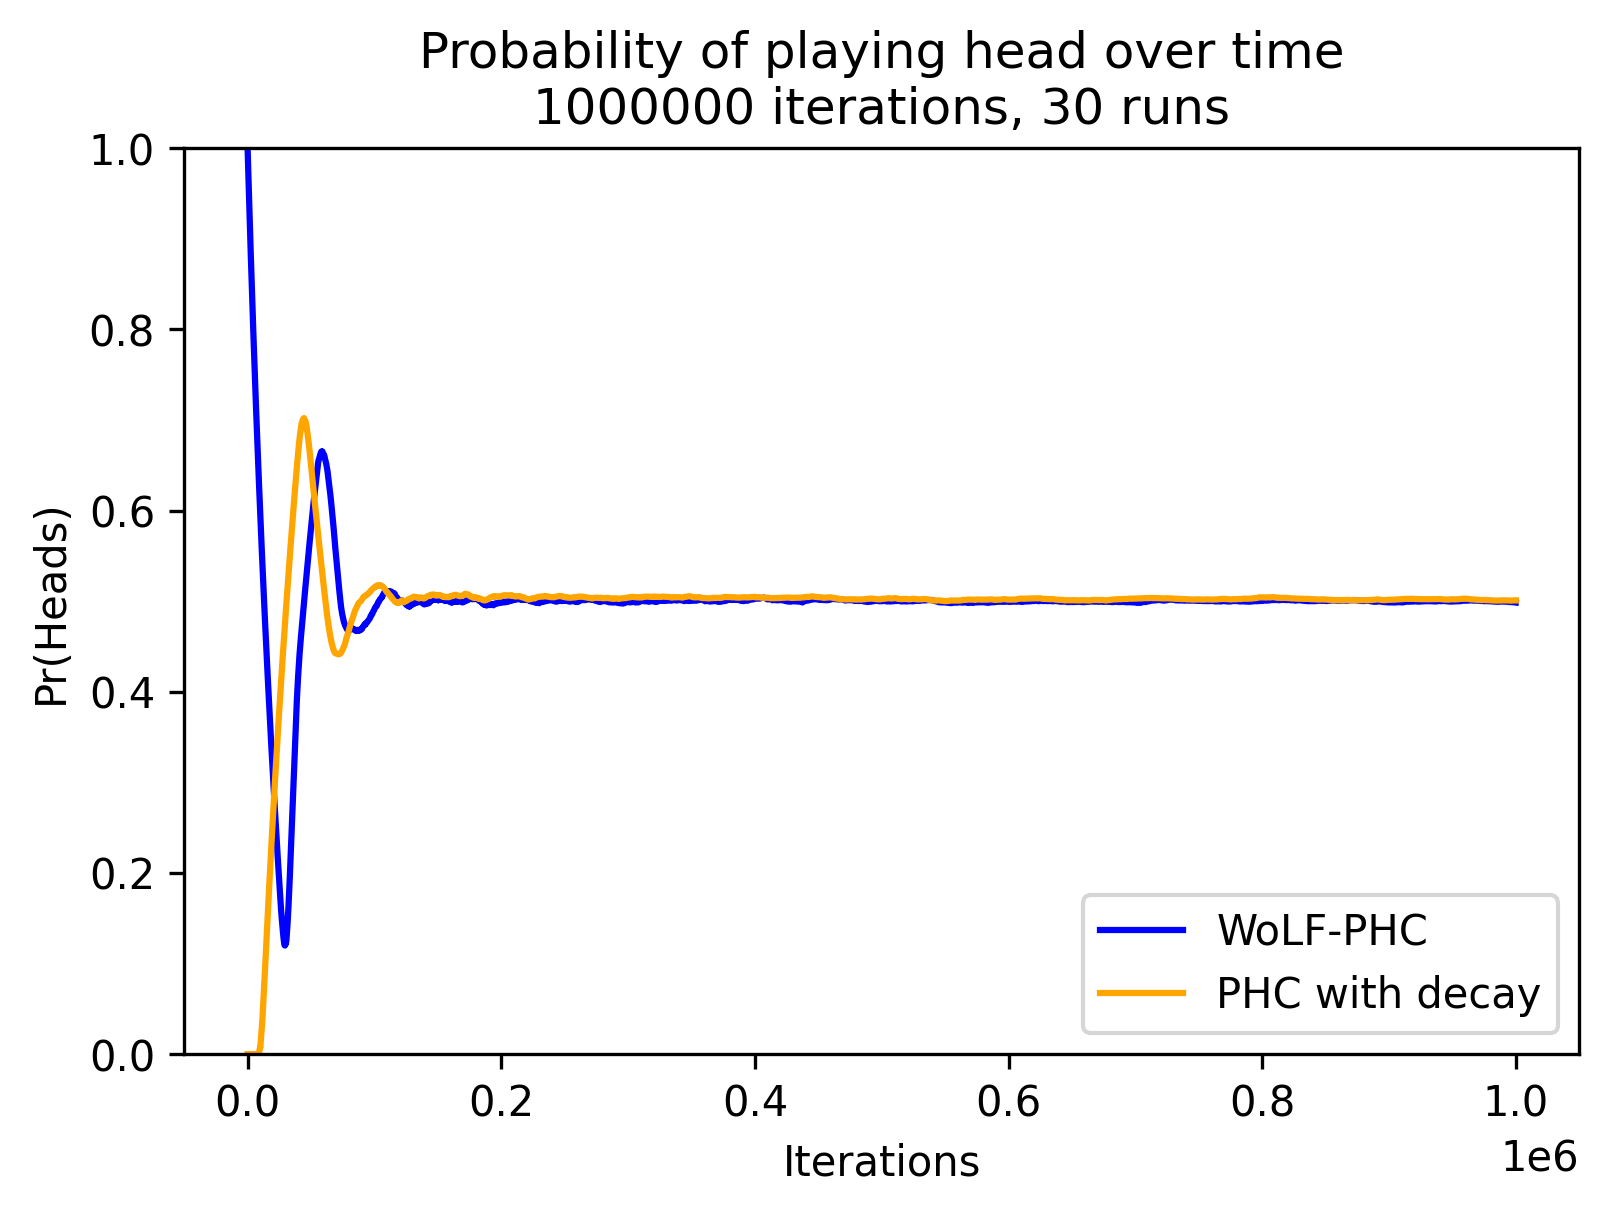 Probability of playing head over time
1000000 iterations, 30 runs
1.0
0.8
0.6
0.4
0.2
0.0
Pr(Heads)
WoLF-PHC
PHC with decay
0.0 0.2 0.4 0.6 0.8 1.0
1e6
Iterations